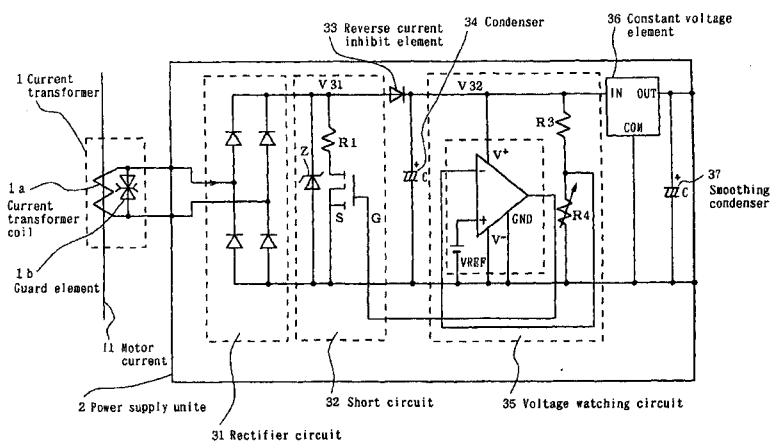 33 Reverse current
inhibit element
34 Condenser
36 Constant voltage
element
1 Current
transformer
V31
V32
IN OUT
COM
R1
R3
Z
C
V+
−
+
GND
V−
R4
VREF
S
G
C
37
Smoothing
condenser
1a
Current
transformer
coil
1b
Guard element
I1 Motor
current
2 Power supply unite
31 Rectifier circuit
32 Short circuit
35 Voltage watching circuit